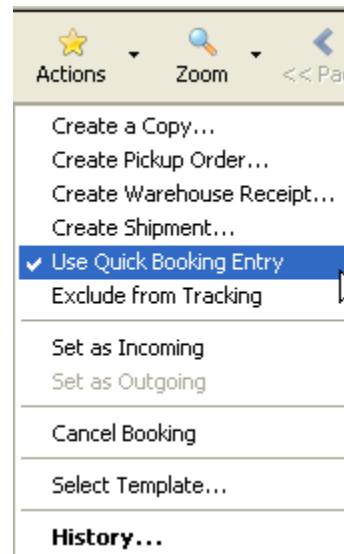 Actions Zoom << Pa
Create a Copy...
Create Pickup Order...
Create Warehouse Receipt...
Create Shipment...
Use Quick Booking Entry
Exclude from Tracking
Set as Incoming
Set as Outgoing
Cancel Booking
Select Template...
History...